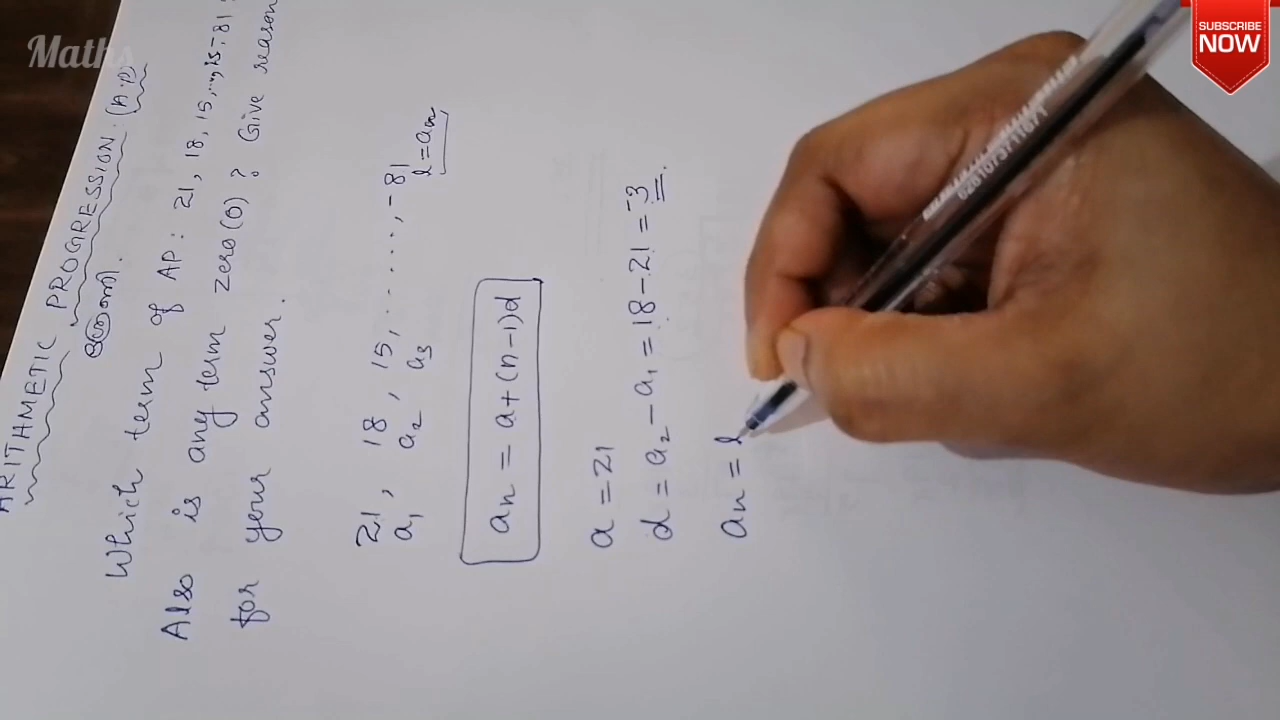 ARITHMETIC PROGRESSION. (A.P)
Which term of AP: 21, 18, 15, ..., -81 ?
Also is any term zero(0) ? Give reason
for your answer.
21, 18, 15, ......, -81
a₁ a₂ a₃ l=aₙ
aₙ = a+(n-1)d
a = 21
d = a₂ - a₁ = 18-21 = -3.
aₙ = l
Maths
SUBSCRIBE
NOW
0281073711671